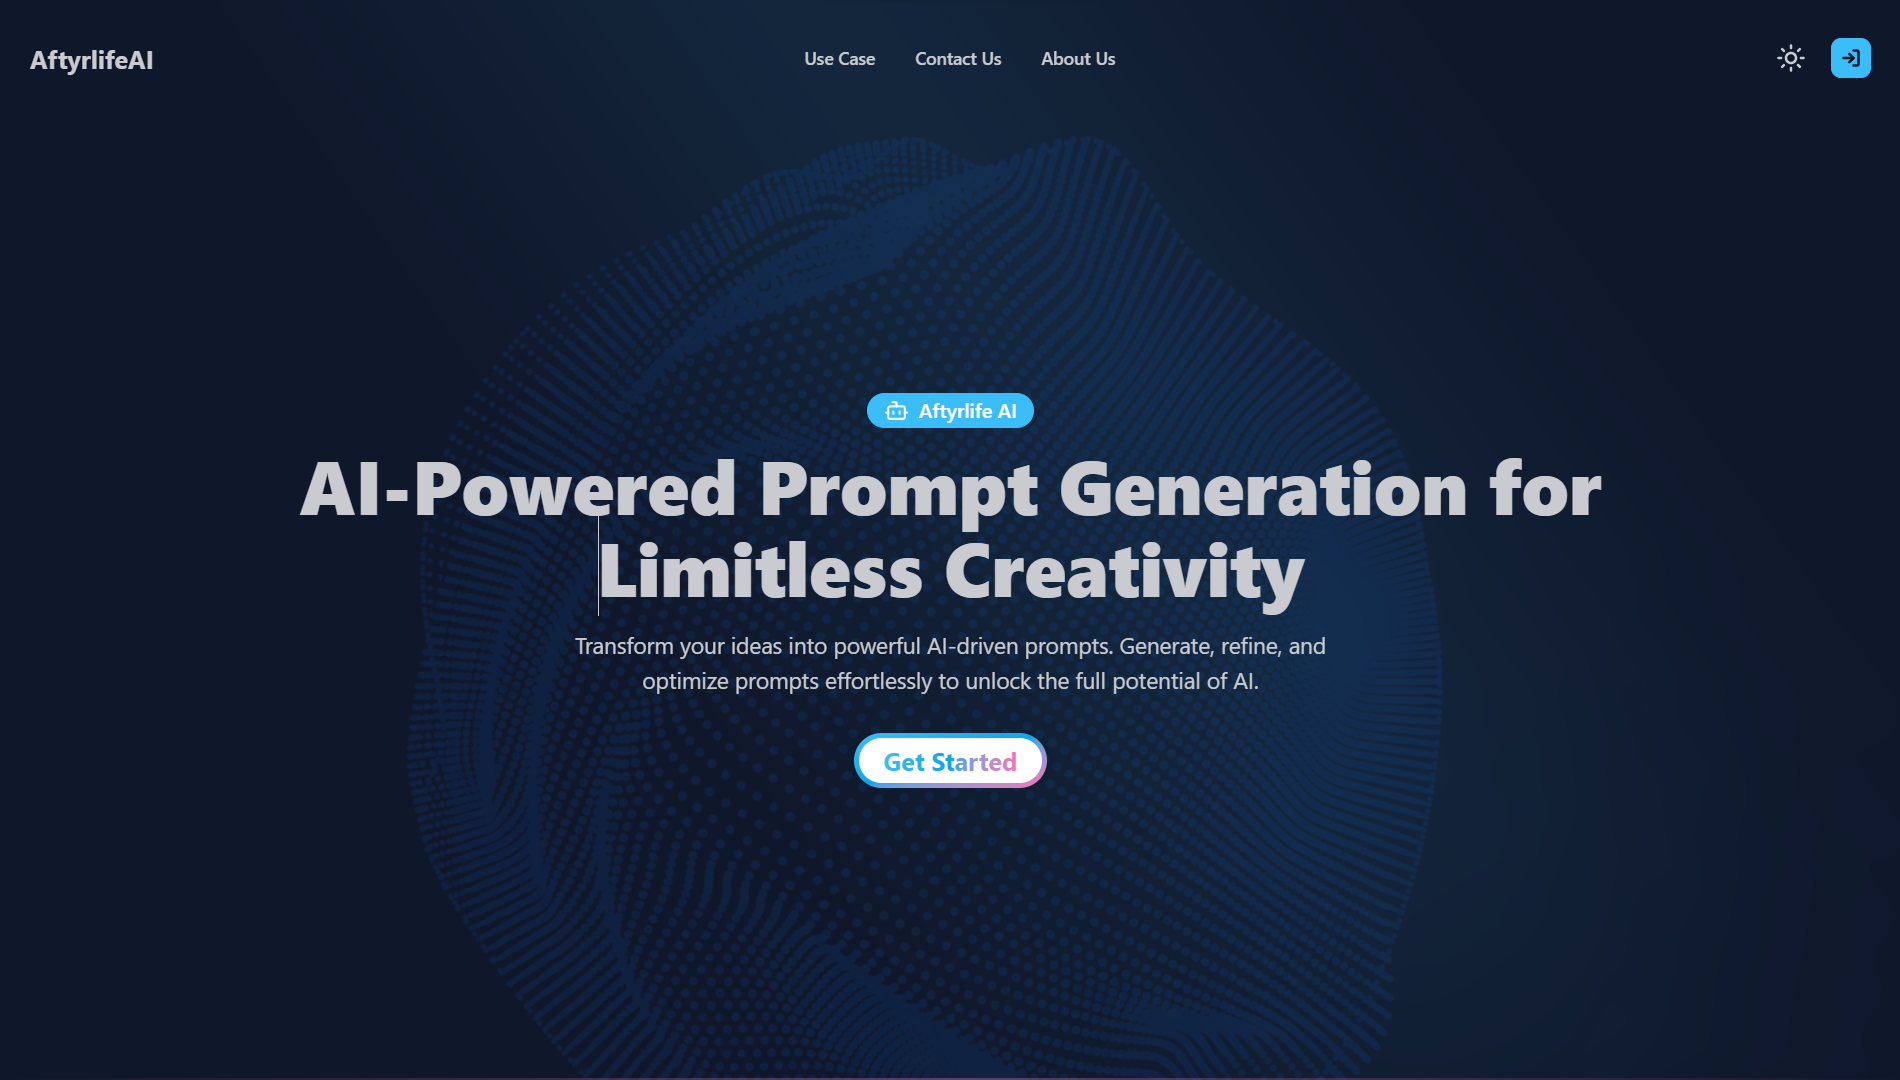 AftyrlifeAI
Use Case Contact Us About Us
Aftyrlife AI
AI-Powered Prompt Generation for
Limitless Creativity
Transform your ideas into powerful AI-driven prompts. Generate, refine, and
optimize prompts effortlessly to unlock the full potential of AI.
Get Started